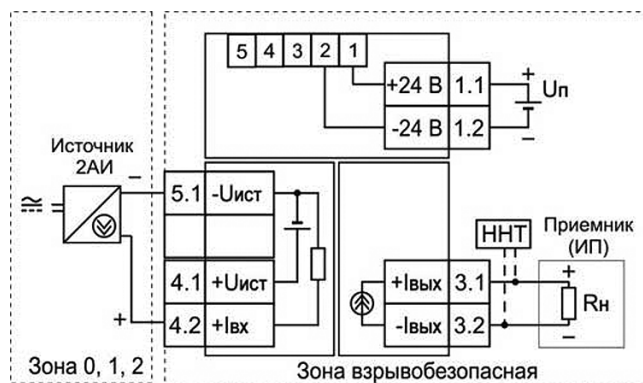 5 4 3 2 1
+24 В 1.1
-24 В 1.2
+
Uп
–
Источник
2АИ
–
5.1 -Uист
4.1 +Uист
+ 4.2 +Iвх
ННТ
Приемник
(ИП)
+Iвых 3.1
-Iвых 3.2
+
Rн
–
Зона 0, 1, 2
Зона взрывобезопасная